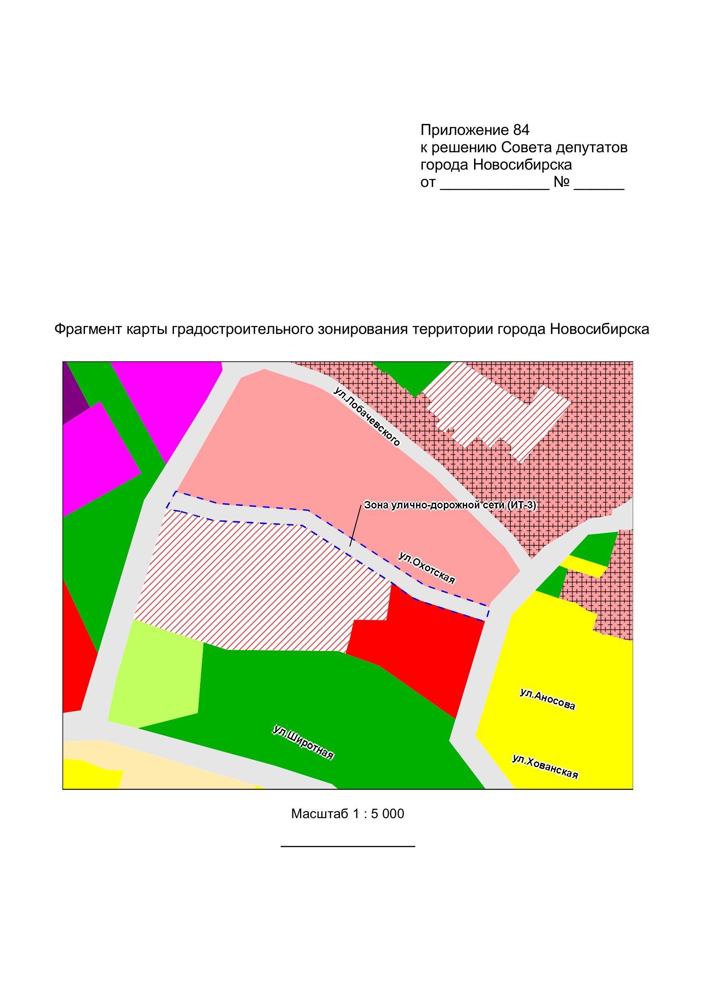 Приложение 84
к решению Совета депутатов
города Новосибирска
от _____________ № ______
Фрагмент карты градостроительного зонирования территории города Новосибирска
ул.Лобачевского
Зона улично-дорожной сети (ИТ-3)
ул.Охотская
ул.Аносова
ул.Широтная
ул.Хованская
Масштаб 1 : 5 000